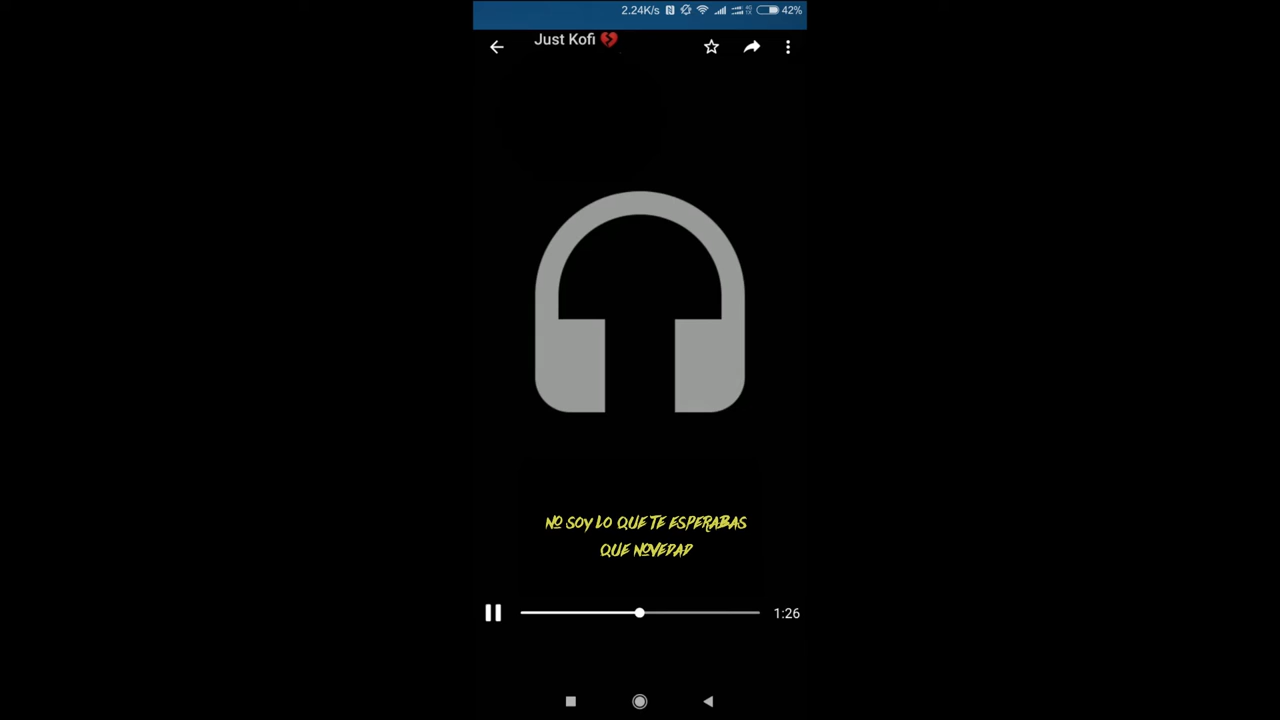 2.24K/s 42%
Just Kofi 💔
NO SOY LO QUE TE ESPERABAS
QUE NOVEDAD
1:26